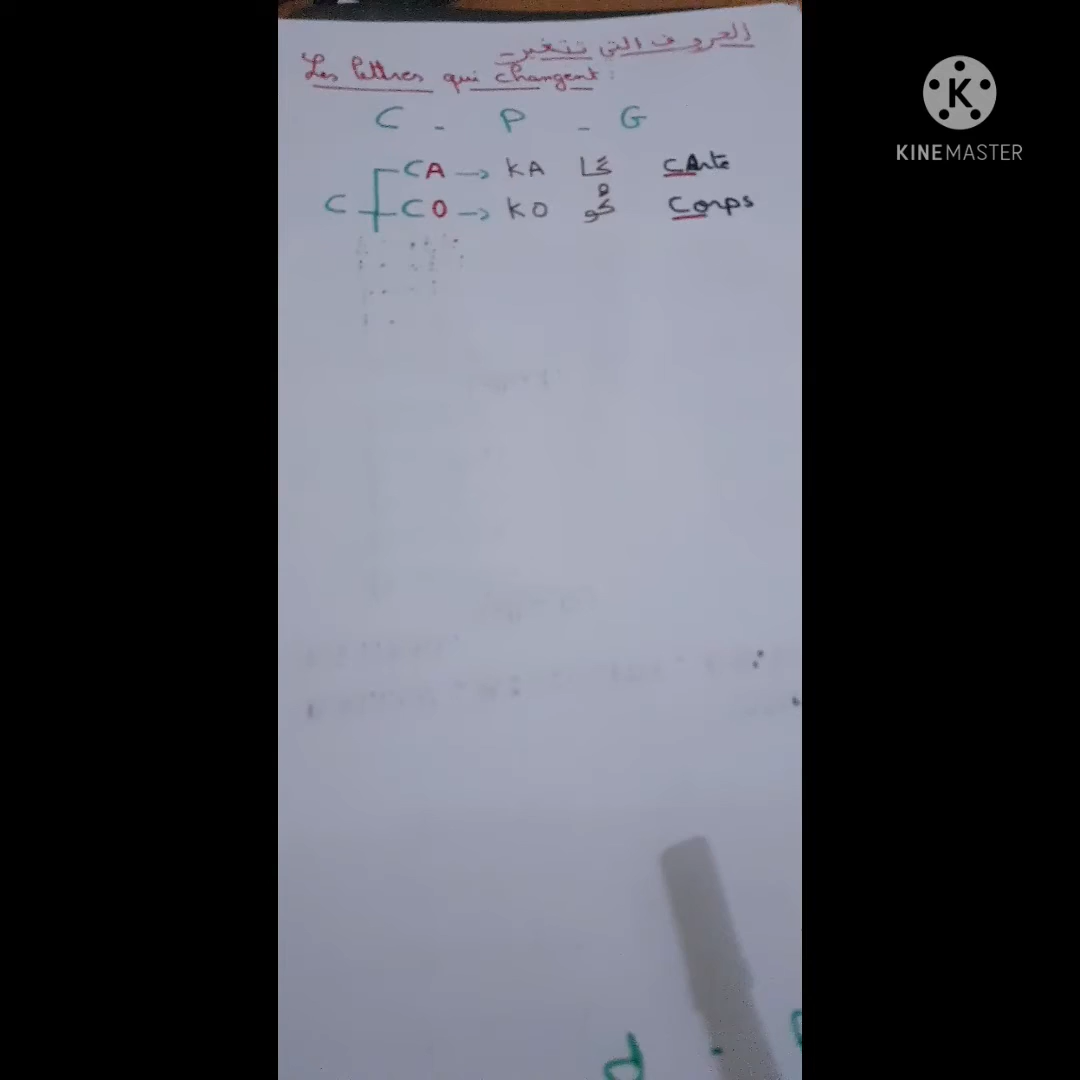 الحروف التي تتغير
Les lettres qui changent :
C - P - G
C
CA → KA كا CArte
CO → KO كو Corps
K
KINEMASTER